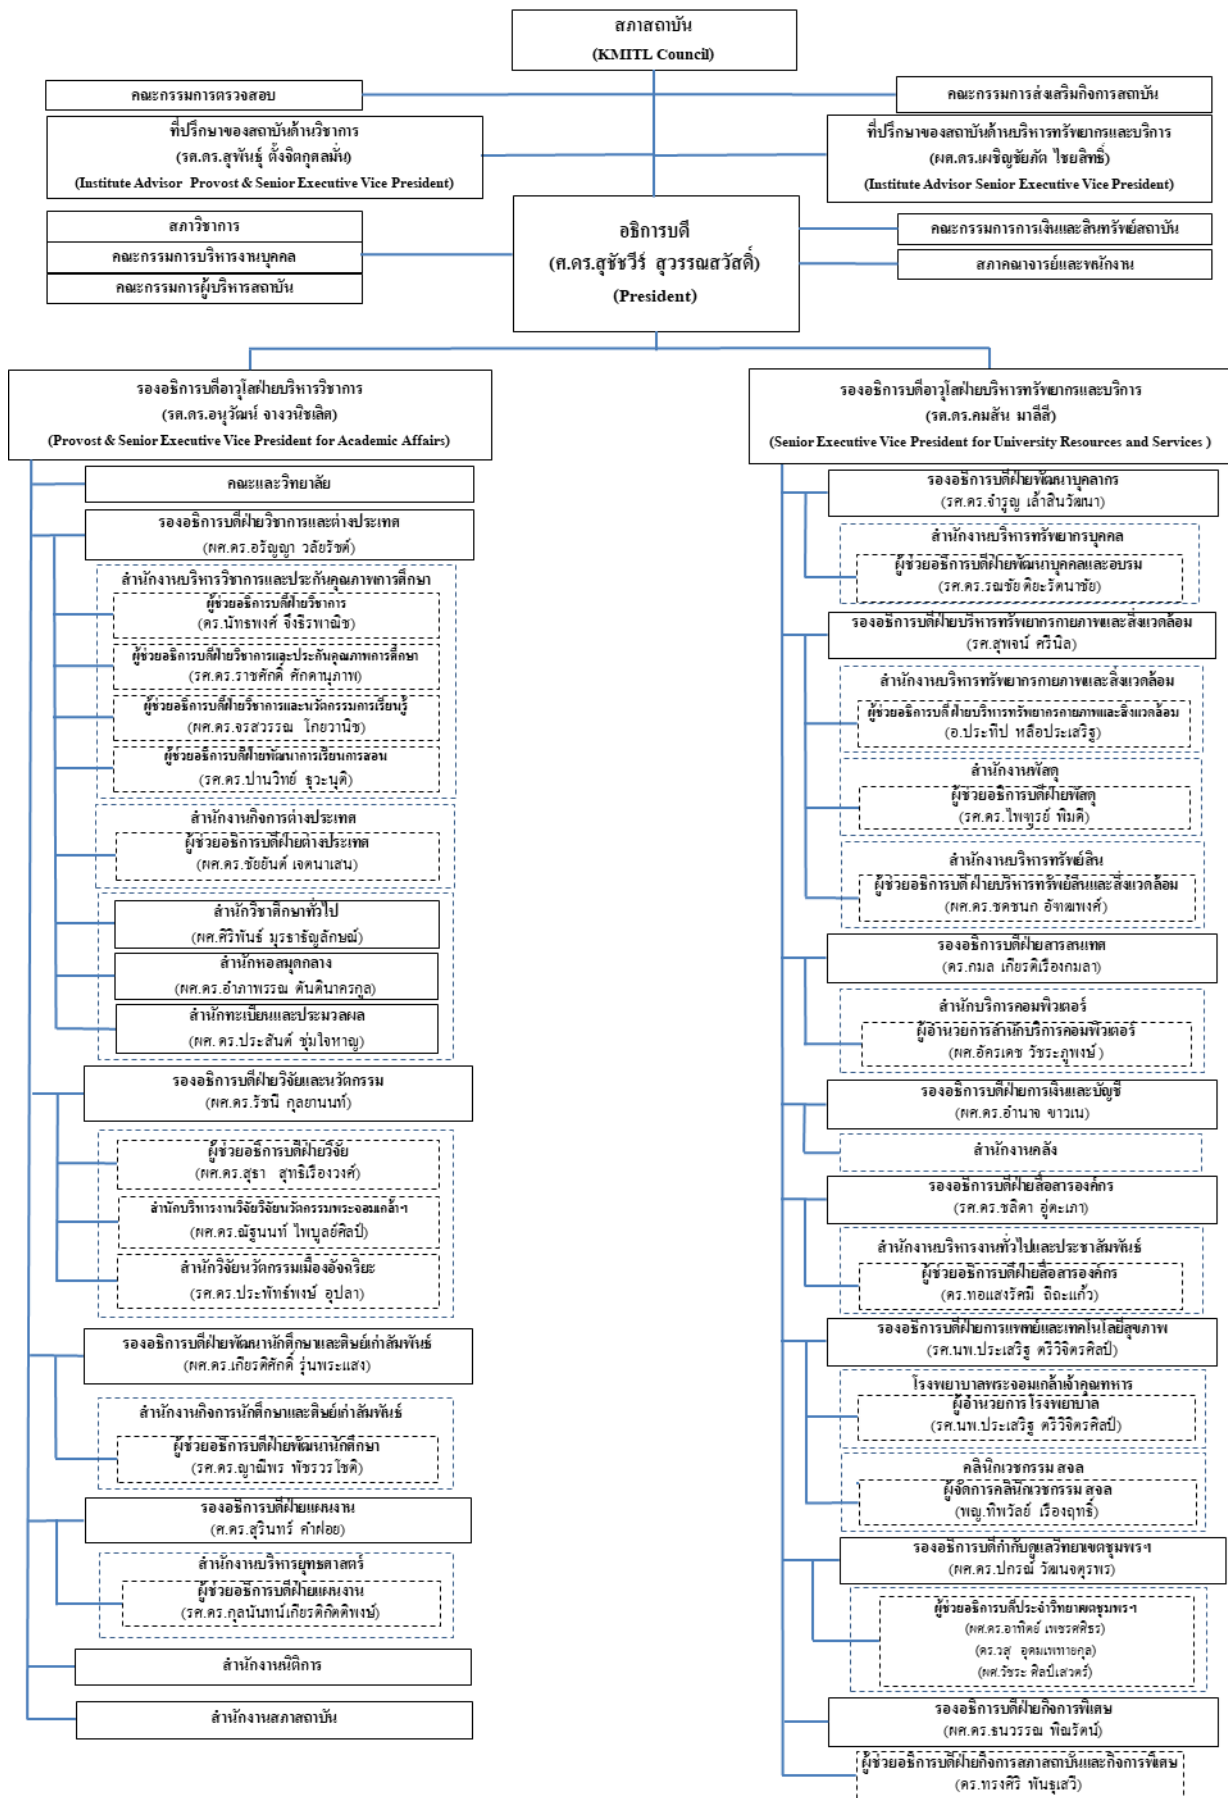 สภาสถาบัน
(KMITL Council)
คณะกรรมการตรวจสอบ
คณะกรรมการส่งเสริมกิจการสถาบัน
ที่ปรึกษาของสถาบันด้านวิชาการ
(รศ.ดร.สุพันธุ์ ตั้งจิตกุศลมั่น)
(Institute Advisor Provost & Senior Executive Vice President)
ที่ปรึกษาของสถาบันด้านบริหารทรัพยากรและบริการ
(ผศ.ดร.เผชิญชัยภัต ไชยสิทธิ์)
(Institute Advisor Senior Executive Vice President)
สภาวิชาการ
คณะกรรมการบริหารงานบุคคล
คณะกรรมการผู้บริหารสถาบัน
อธิการบดี
(ศ.ดร.สุชัชวีร์ สุวรรณสวัสดิ์)
(President)
คณะกรรมการการเงินและสินทรัพย์สถาบัน
สภาคณาจารย์และพนักงาน
รองอธิการบดีอาวุโสฝ่ายบริหารวิชาการ
(รศ.ดร.อนุวัฒน์ จางวนิชเลิศ)
(Provost & Senior Executive Vice President for Academic Affairs)
คณะและวิทยาลัย
รองอธิการบดีฝ่ายวิชาการและต่างประเทศ
(ผศ.ดร.อรัญญา วลัยรัชต์)
สำนักงานบริหารวิชาการและประกันคุณภาพการศึกษา
ผู้ช่วยอธิการบดีฝ่ายวิชาการ
(ดร.นัทธพงศ์ จึงธีรพาณิช)
ผู้ช่วยอธิการบดีฝ่ายวิชาการและประกันคุณภาพการศึกษา
(รศ.ดร.ราชศักดิ์ ศักดานุภาพ)
ผู้ช่วยอธิการบดีฝ่ายวิชาการและนวัตกรรมการเรียนรู้
(ผศ.ดร.จรสวรรณ โกยวานิช)
ผู้ช่วยอธิการบดีฝ่ายพัฒนาการเรียนการสอน
(รศ.ดร.ปานวิทย์ ธุวะนุติ)
สำนักงานกิจการต่างประเทศ
ผู้ช่วยอธิการบดีฝ่ายต่างประเทศ
(ผศ.ดร.ชัยยันต์ เจตนาเสน)
สำนักวิชาศึกษาทั่วไป
(ผศ.ศิริพันธ์ มุรธาธัญลักษณ์)
สำนักหอสมุดกลาง
(ผศ.ดร.อำภาพรรณ ตันตินาครกูล)
สำนักทะเบียนและประมวลผล
(ผศ. ดร.ประสันต์ ชุ่มใจหาญ)
รองอธิการบดีฝ่ายวิจัยและนวัตกรรม
(ผศ.ดร.รัชนี กุลยานนท์)
ผู้ช่วยอธิการบดีฝ่ายวิจัย
(ผศ.ดร.สุธา สุทธิเรืองวงศ์)
สำนักบริหารงานวิจัยวิจัยนวัตกรรมพระจอมเกล้าฯ
(ผศ.ดร.ณัฐนนท์ ไพบูลย์ศิลป์)
สำนักวิจัยนวัตกรรมเมืองอัจฉริยะ
(รศ.ดร.ประพัทธ์พงษ์ อุปลา)
รองอธิการบดีฝ่ายพัฒนานักศึกษาและศิษย์เก่าสัมพันธ์
(ผศ.ดร.เกียรติศักดิ์ รุ่นพระแสง)
สำนักงานกิจการนักศึกษาและศิษย์เก่าสัมพันธ์
ผู้ช่วยอธิการบดีฝ่ายพัฒนานักศึกษา
(รศ.ดร.ญาณีพร พัชรวรโชติ)
รองอธิการบดีฝ่ายแผนงาน
(ศ.ดร.สุรินทร์ คำฝอย)
สำนักงานบริหารยุทธศาสตร์
ผู้ช่วยอธิการบดีฝ่ายแผนงาน
(รศ.ดร.กุลนันทน์เกียรติกิตติพงษ์)
สำนักงานนิติการ
สำนักงานสภาสถาบัน
รองอธิการบดีอาวุโสฝ่ายบริหารทรัพยากรและบริการ
(รศ.ดร.คมสัน มาลีสี)
(Senior Executive Vice President for University Resources and Services )
รองอธิการบดีฝ่ายพัฒนาบุคลากร
(รศ.ดร.จำรูญ เล้าสินวัฒนา)
สำนักงานบริหารทรัพยากรบุคคล
ผู้ช่วยอธิการบดีฝ่ายพัฒนาบุคคลและอบรม
(รศ.ดร.รณชัย ติยะรัตนาชัย)
รองอธิการบดีฝ่ายบริหารทรัพยากรกายภาพและสิ่งแวดล้อม
(รศ.สุพจน์ ศรีนิล)
สำนักงานบริหารทรัพยากรกายภาพและสิ่งแวดล้อม
ผู้ช่วยอธิการบดีฝ่ายบริหารทรัพยากรกายภาพและสิ่งแวดล้อม
(อ.ประทีป หลือประเสริฐ)
สำนักงานพัสดุ
ผู้ช่วยอธิการบดีฝ่ายพัสดุ
(รศ.ดร.ไพฑูรย์ พิมดี)
สำนักงานบริหารทรัพย์สิน
ผู้ช่วยอธิการบดีฝ่ายบริหารทรัพย์สินและสิ่งแวดล้อม
(ผศ.ดร.ชดชนก อัฑฒพงศ์)
รองอธิการบดีฝ่ายสารสนเทศ
(ดร.กมล เกียรติเรืองกมลา)
สำนักบริการคอมพิวเตอร์
ผู้อำนวยการสำนักบริการคอมพิวเตอร์
(ผศ.อัครเดช วัชระภูพงษ์)
รองอธิการบดีฝ่ายการเงินและบัญชี
(ผศ.ดร.อำนาจ ขาวเน)
สำนักงานคลัง
รองอธิการบดีฝ่ายสื่อสารองค์กร
(รศ.ดร.ชลิดา อู่ตะเภา)
สำนักงานบริหารงานทั่วไปและประชาสัมพันธ์
ผู้ช่วยอธิการบดีฝ่ายสื่อสารองค์กร
(ดร.ทอแสงรัศมี ถีถะแก้ว)
รองอธิการบดีฝ่ายการแพทย์และเทคโนโลยีสุขภาพ
(รศ.นพ.ประเสริฐ ตรีวิจิตรศิลป์)
โรงพยาบาลพระจอมเกล้าเจ้าคุณทหาร
ผู้อำนวยการโรงพยาบาล
(รศ.นพ.ประเสริฐ ตรีวิจิตรศิลป์)
คลินิกเวชกรรม สจล
ผู้จัดการคลินิกเวชกรรม สจล
(พญ.ทิพวัลย์ เรืองฤทธิ์)
รองอธิการบดีกำกับดูแลวิทยาเขตชุมพรฯ
(ผศ.ดร.ปกรณ์ วัฒนจตุรพร)
ผู้ช่วยอธิการบดีประจำวิทยาเขตชุมพรฯ
(ผศ.ดร.อาทิตย์ เพชรศศิธร)
(ดร.วสุ อุดมเพทายกุล)
(ผศ.วัชระ ศิลป์เสวตร์)
รองอธิการบดีฝ่ายกิจการพิเศษ
(ผศ.ดร.ธนวรรณ พิณรัตน์)
ผู้ช่วยอธิการบดีฝ่ายกิจการสภาสถาบันและกิจการพิเศษ
(ดร.ทรงศิริ พันธุเสวี)